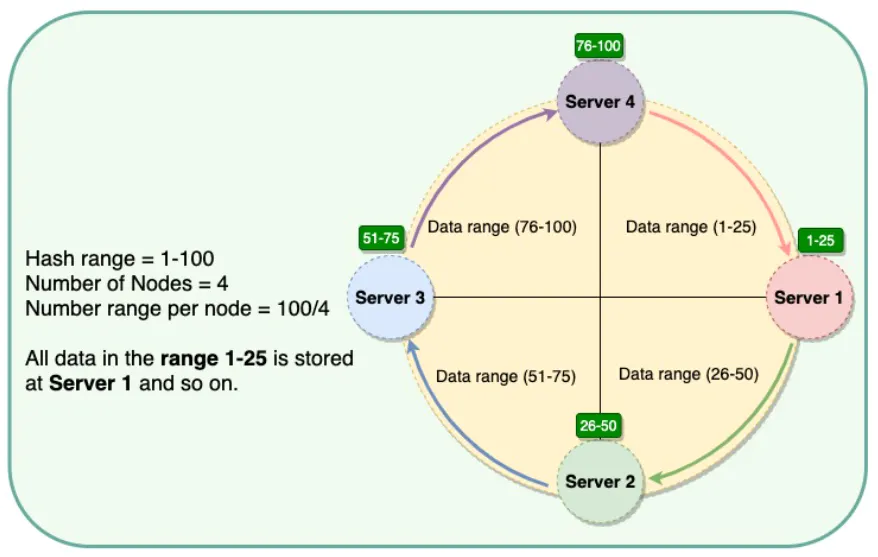 Hash range = 1-100
Number of Nodes = 4
Number range per node = 100/4
All data in the range 1-25 is stored
at Server 1 and so on.
76-100
Server 4
Data range (76-100)
Data range (1-25)
51-75
1-25
Server 3
Server 1
Data range (51-75)
Data range (26-50)
26-50
Server 2